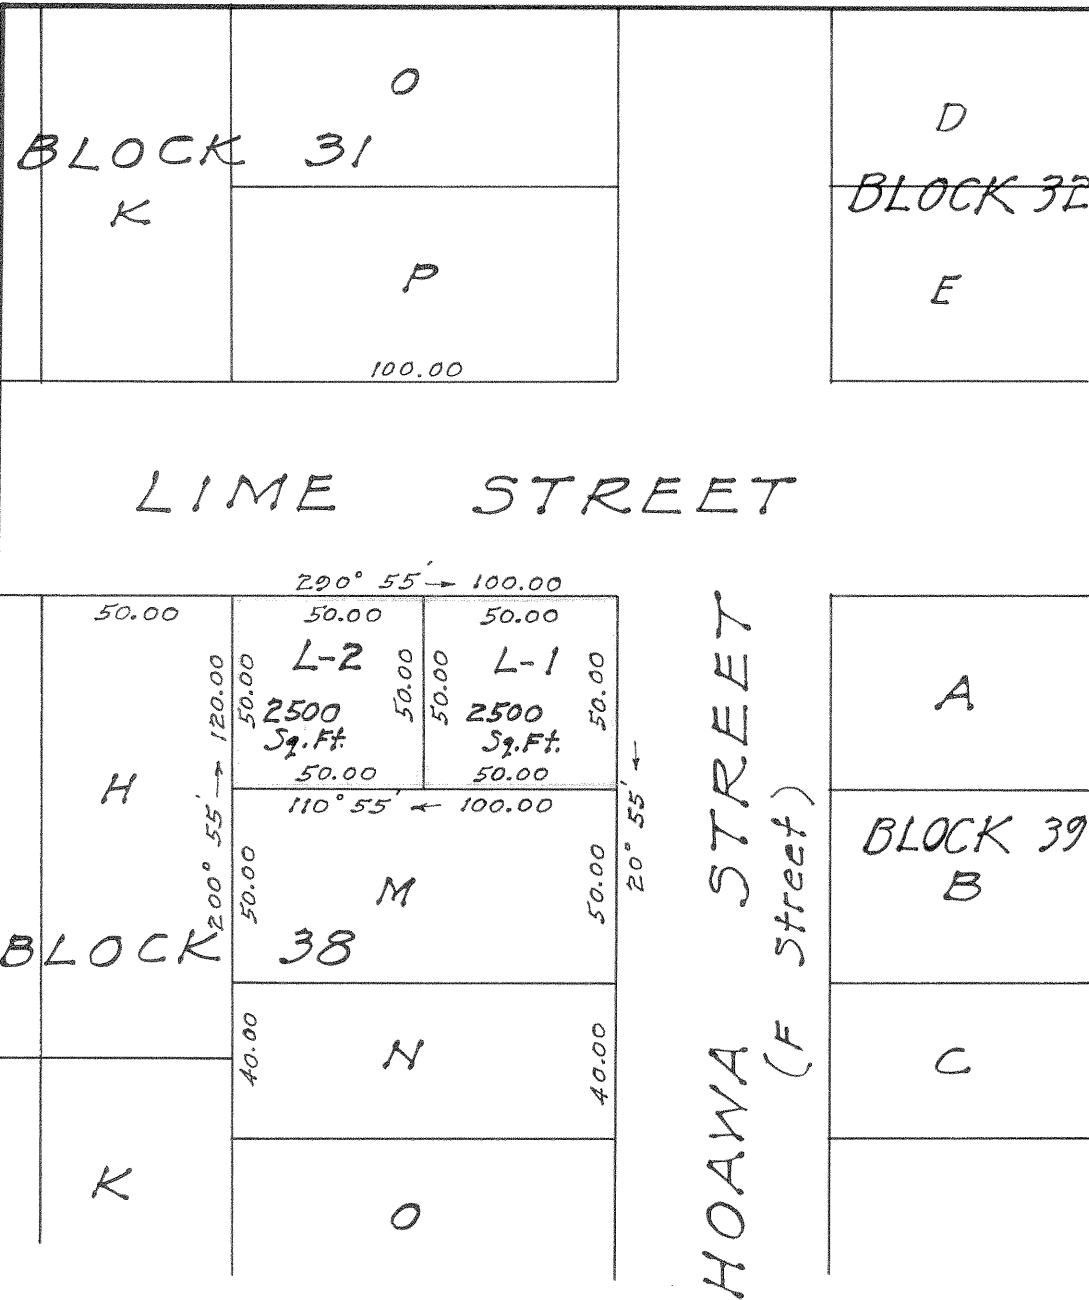 O
D
BLOCK 31
BLOCK 32
K
P
E
100.00
LIME STREET
290° 55' → 100.00
50.00
50.00
50.00
L-2
L-1
120.00
50.00
50.00
50.00
50.00
2500
Sq.Ft.
2500
Sq.Ft.
50.00
50.00
A
H
200° 55' →
110° 55' ← 100.00
20° 55' ←
HOAWA STREET
(F Street)
BLOCK 39
B
50.00
M
50.00
BLOCK 38
40.00
N
40.00
C
K
O